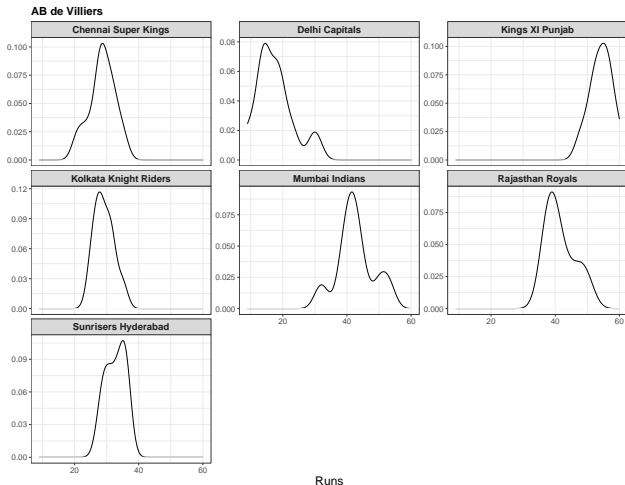 AB de Villiers
Chennai Super Kings
Delhi Capitals
Kings XI Punjab
0.100
0.075
0.050
0.025
0.000
0.08
0.06
0.04
0.02
0.00
0.100
0.075
0.050
0.025
0.000
Kolkata Knight Riders
Mumbai Indians
Rajasthan Royals
0.12
0.09
0.06
0.03
0.00
0.075
0.050
0.025
0.000
0.075
0.050
0.025
0.000
20 40 60
20 40 60
Sunrisers Hyderabad
0.09
0.06
0.03
0.00
20 40 60
Runs